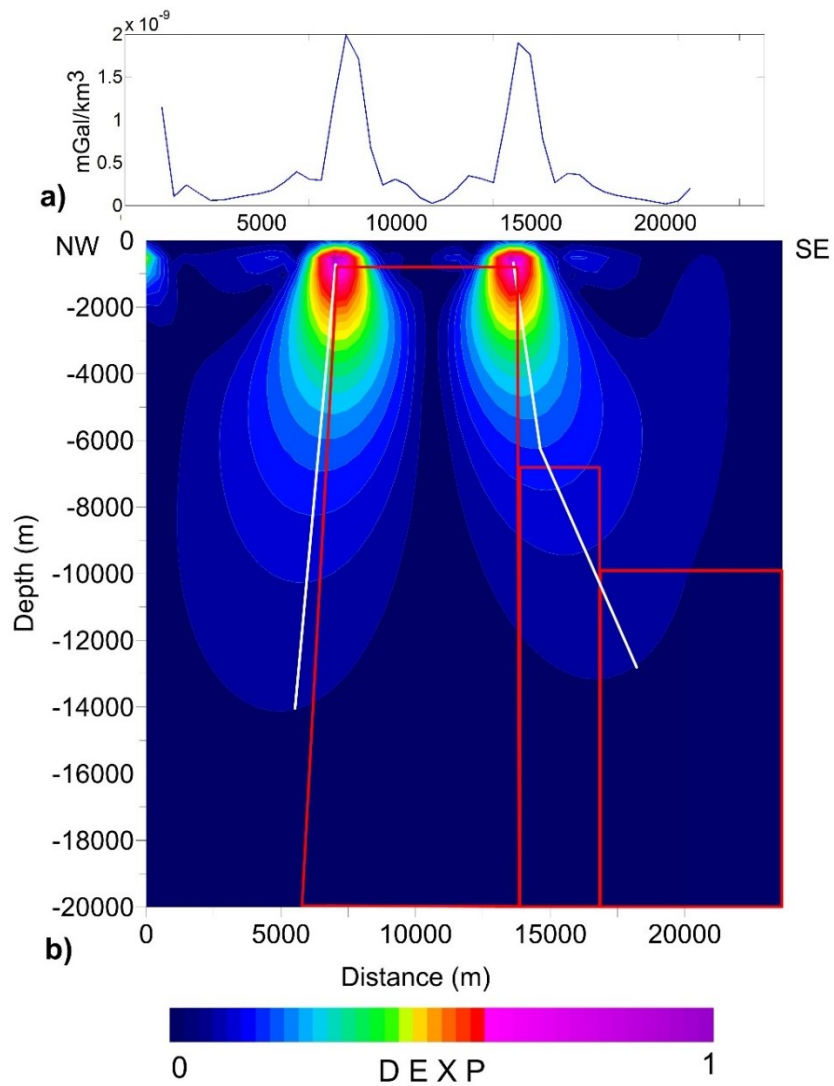 2 x 10^-9
1.5
1
0.5
0
mGal/km3
a)
5000 10000 15000 20000
NW
SE
0
-2000
-4000
-6000
-8000
-10000
-12000
-14000
-16000
-18000
-20000
Depth (m)
0 5000 10000 15000 20000
b)
Distance (m)
0 D E X P 1